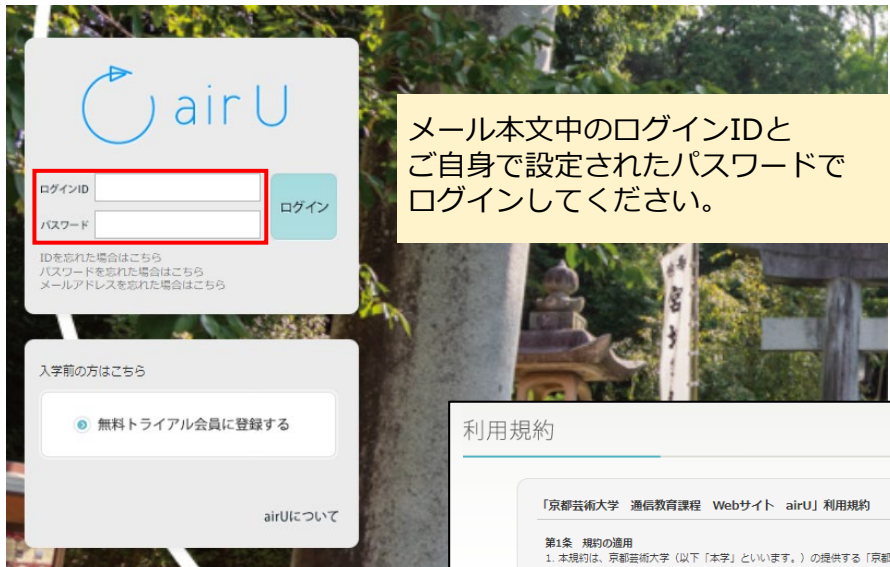 airU
メール本文中のログインIDと
ご自身で設定されたパスワードで
ログインしてください。
ログインID
パスワード
ログイン
IDを忘れた場合はこちら
パスワードを忘れた場合はこちら
メールアドレスを忘れた場合はこちら
入学前の方はこちら
無料トライアル会員に登録する
airUについて
利用規約
「京都芸術大学 通信教育課程 Webサイト airU」利用規約
第1条 規約の適用
1. 本規約は、京都芸術大学（以下「本学」といいます。）の提供する「京都